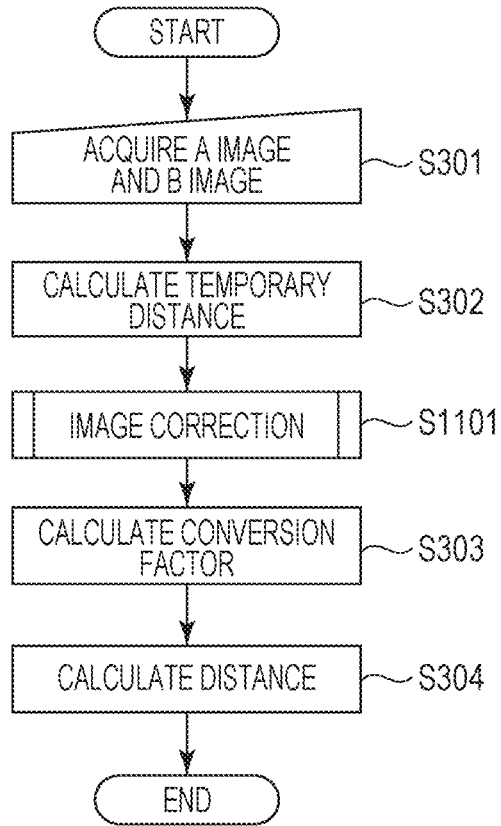 START
ACQUIRE A IMAGE
AND B IMAGE
S301
CALCULATE TEMPORARY
DISTANCE
S302
IMAGE CORRECTION
S1101
CALCULATE CONVERSION
FACTOR
S303
CALCULATE DISTANCE
S304
END